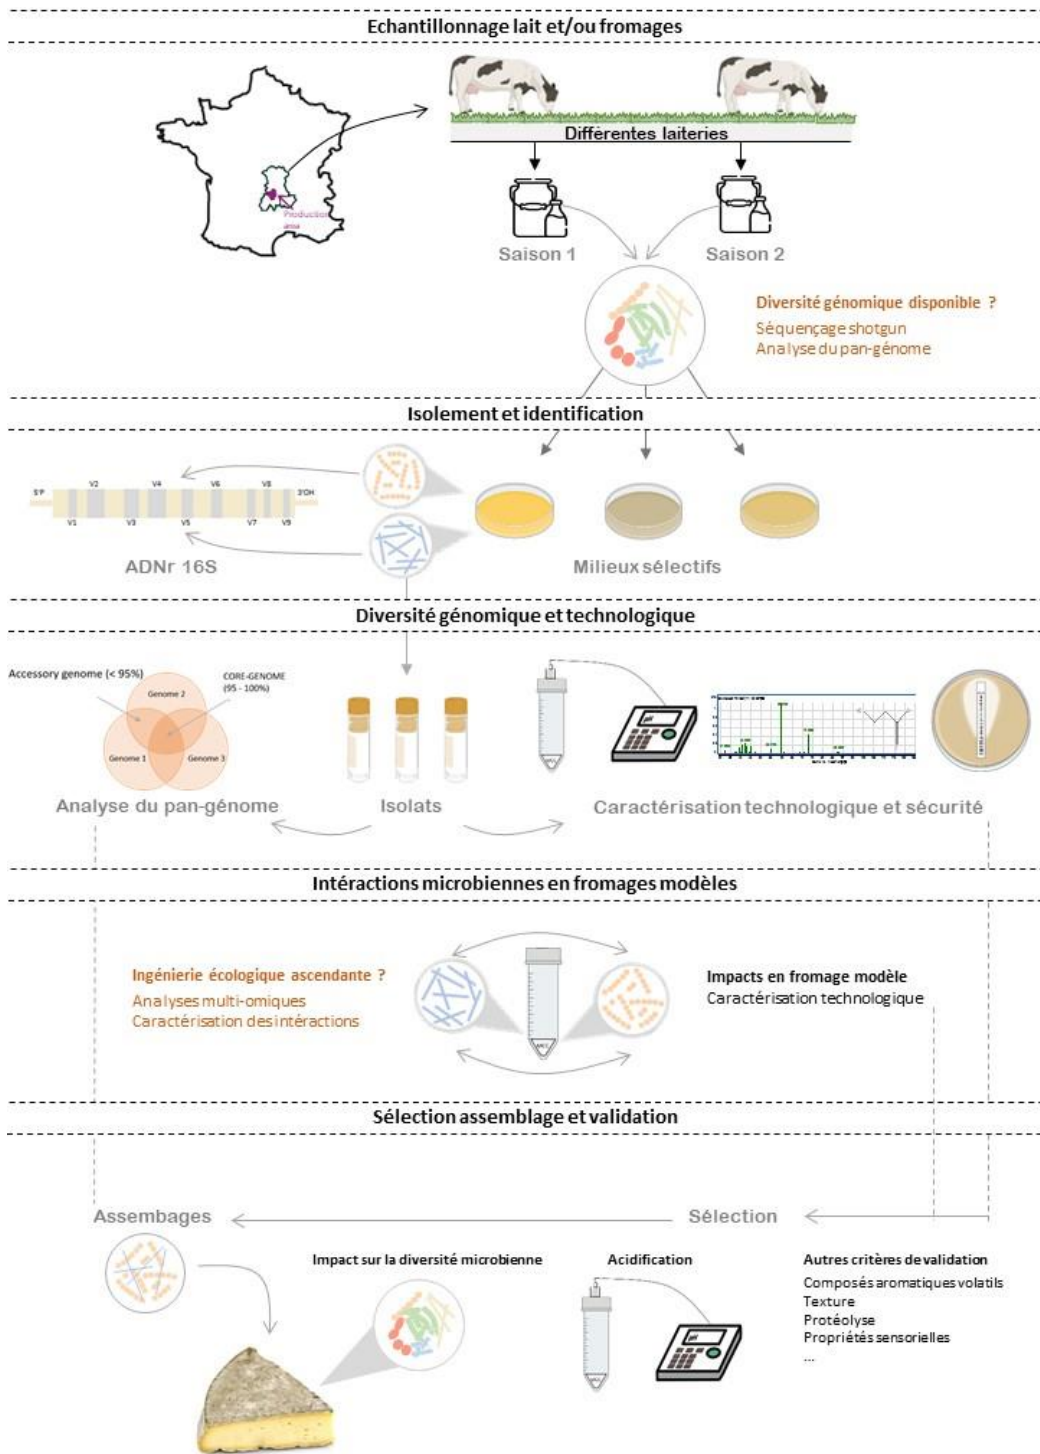 Echantillonnage lait et/ou fromages
Différentes laiteries
Production
area
Saison 1
Saison 2
Diversité génomique disponible ?
Séquençage shotgun
Analyse du pan-génome
Isolement et identification
5'P
V2
V4
V6
V8
3'OH
V1
V3
V5
V7
V9
ADNr 16S
Milieux sélectifs
Diversité génomique et technologique
Accessory genome (< 95%)
CORE-GENOME
(95 - 100%)
Genome 2
Genome 1
Genome 3
pH
Analyse du pan-génome
Isolats
Caractérisation technologique et sécurité
Intéractions microbiennes en fromages modèles
Ingénierie écologique ascendante ?
Analyses multi-omiques
Caractérisation des intéractions
Impacts en fromage modèle
Caractérisation technologique
Sélection assemblage et validation
Assembages
Sélection
Impact sur la diversité microbienne
Acidification
pH
Autres critères de validation
Composés aromatiques volatils
Texture
Protéolyse
Propriétés sensorielles
...